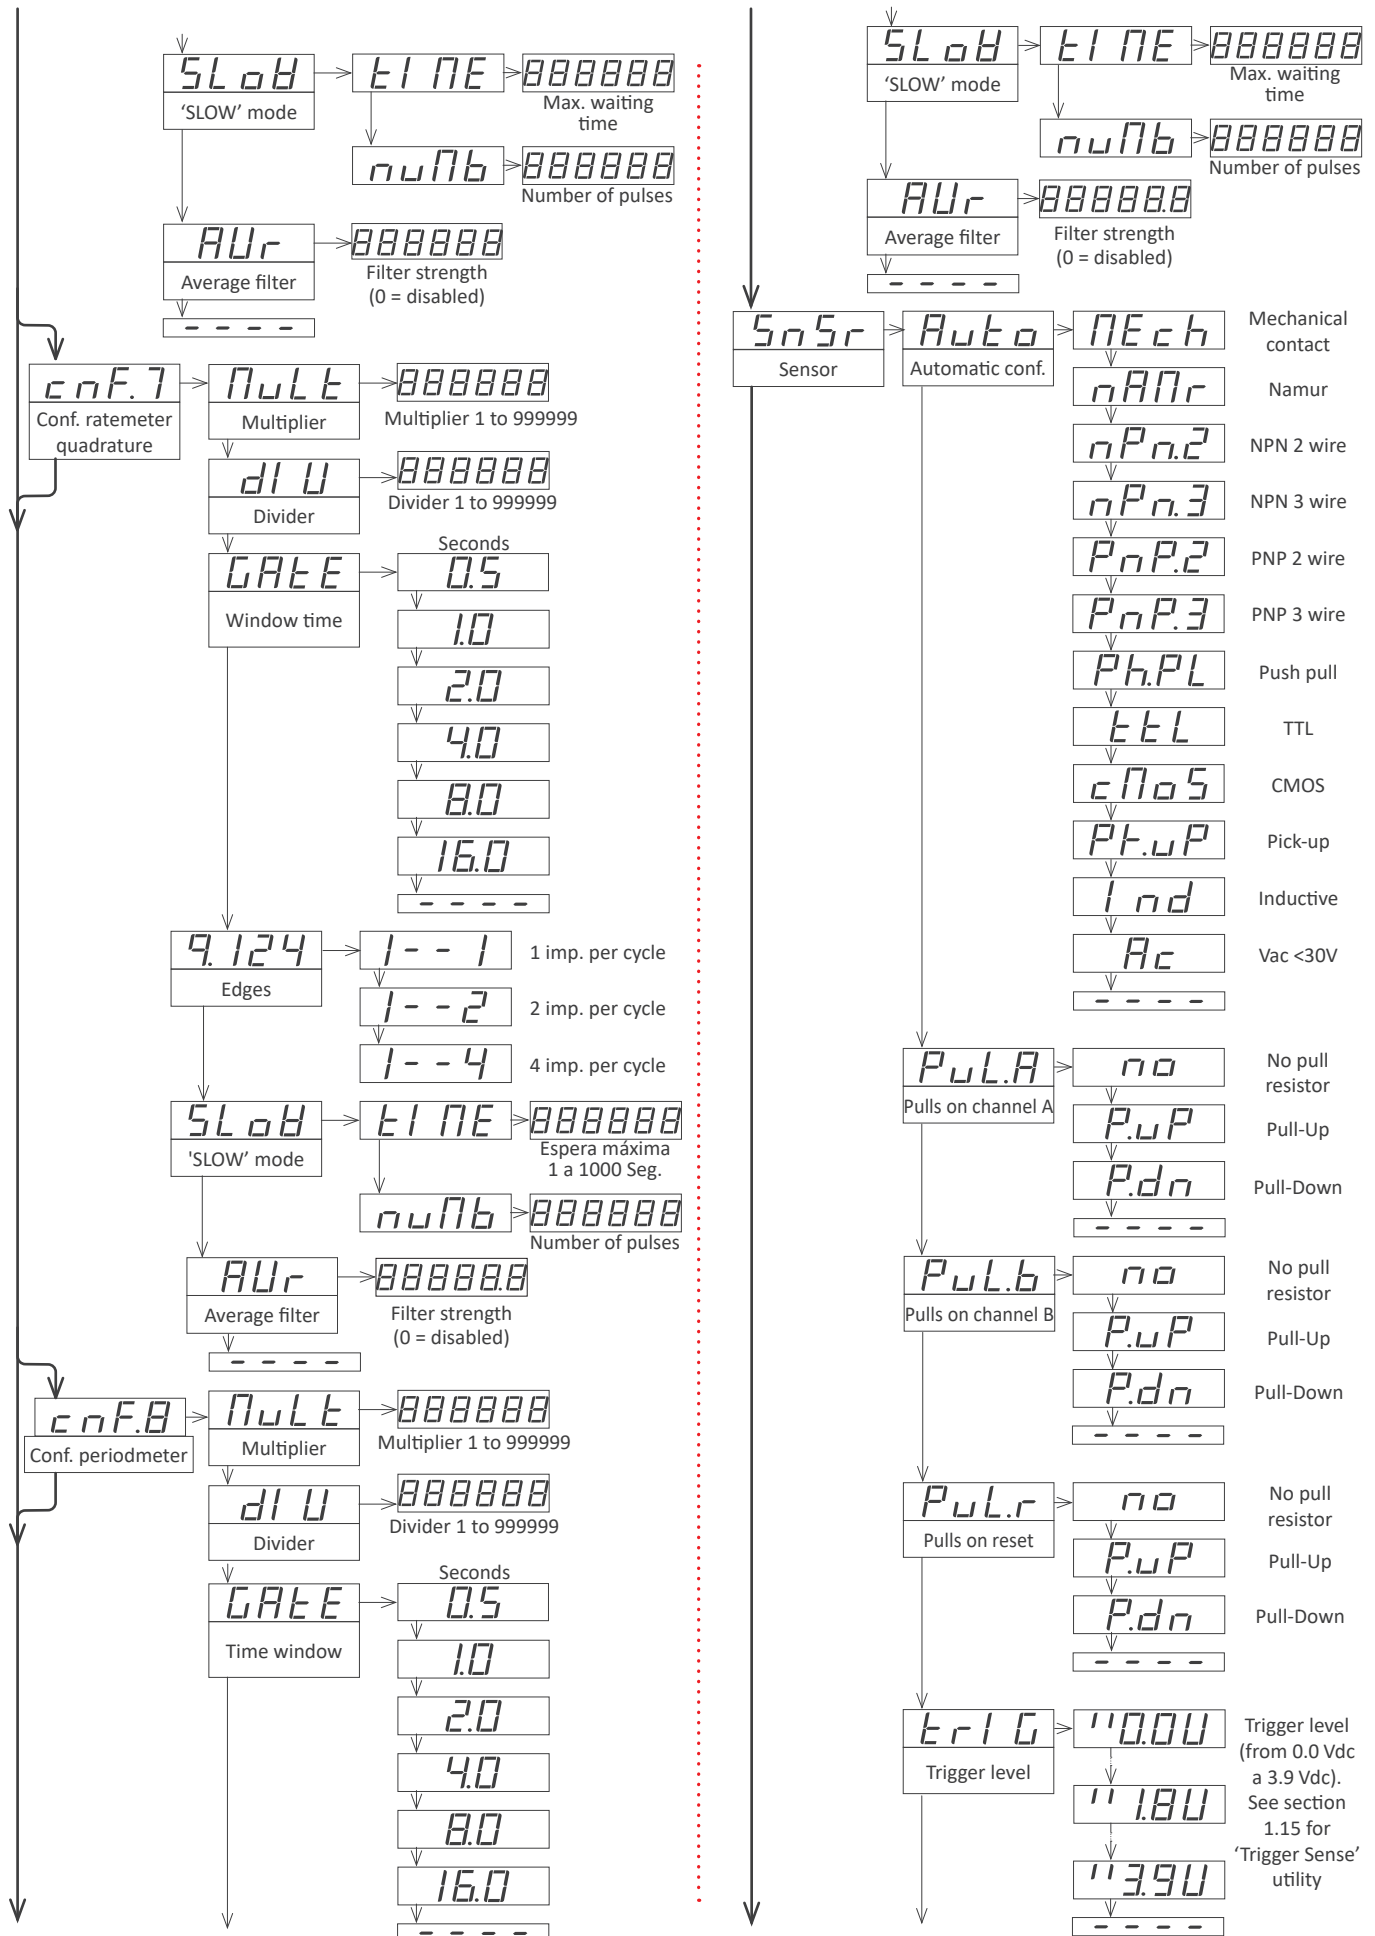 SLoW
tIME
888888
'SLOW' mode
Max. waiting
time
nuMb
888888
Number of pulses
AVr
888888
Average filter
Filter strength
(0 = disabled)
----
cnF.7
MuLt
888888
Conf. ratemeter
quadrature
Multiplier
Multiplier 1 to 999999
dIV
888888
Divider
Divider 1 to 999999
Seconds
GAtE
0.5
Window time
1.0
2.0
4.0
8.0
16.0
----
q.124
1--1
1 imp. per cycle
Edges
1--2
2 imp. per cycle
1--4
4 imp. per cycle
SLoW
tIME
888888
'SLOW’ mode
Espera máxima
1 a 1000 Seg.
nuMb
888888
Number of pulses
AVr
88888.8
Average filter
Filter strength
(0 = disabled)
----
cnF.8
MuLt
888888
Conf. periodmeter
Multiplier
Multiplier 1 to 999999
dIV
888888
Divider
Divider 1 to 999999
Seconds
GAtE
0.5
Time window
1.0
2.0
4.0
8.0
16.0
----
SLoW
tIME
888888
'SLOW’ mode
Max. waiting
time
nuMb
888888
Number of pulses
AVr
88888.8
Average filter
Filter strength
(0 = disabled)
----
SnSr
Auto
MEch
Mechanical
contact
Sensor
Automatic conf.
nAMr
Namur
nPn.2
NPN 2 wire
nPn.3
NPN 3 wire
PnP.2
PNP 2 wire
PnP.3
PNP 3 wire
Ph.PL
Push pull
ttL
TTL
cMoS
CMOS
Pk.uP
Pick-up
Ind
Inductive
Ac
Vac <30V
----
PuL.A
no
No pull
resistor
Pulls on channel A
P.uP
Pull-Up
P.dn
Pull-Down
----
PuL.b
no
No pull
resistor
Pulls on channel B
P.uP
Pull-Up
P.dn
Pull-Down
----
PuL.r
no
No pull
resistor
Pulls on reset
P.uP
Pull-Up
P.dn
Pull-Down
----
trIG
"0.0V
Trigger level
Trigger level
(from 0.0 Vdc
a 3.9 Vdc).
" 1.8V
See section
1.15 for
‘Trigger Sense’
utility
"3.9V
----